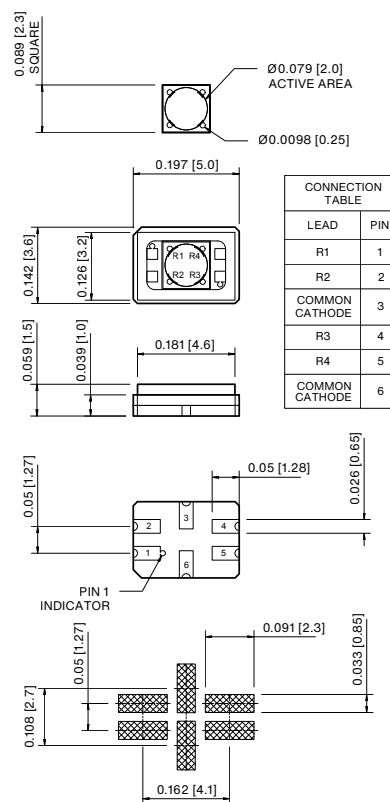 0.089 [2.3]
SQUARE
Ø0.079 [2.0]
ACTIVE AREA
Ø0.0098 [0.25]
0.197 [5.0]
0.142 [3.6]
0.126 [3.2]
R1 R4
R2 R3
CONNECTION
TABLE
LEAD PIN
R1 1
R2 2
COMMON
CATHODE 3
R3 4
R4 5
COMMON
CATHODE 6
0.059 [1.5]
0.039 [1.0]
0.181 [4.6]
0.05 [1.27]
0.05 [1.28]
0.026 [0.65]
2 3 4
1 6 5
PIN 1
INDICATOR
0.108 [2.7]
0.05 [1.27]
0.091 [2.3]
0.033 [0.85]
0.162 [4.1]